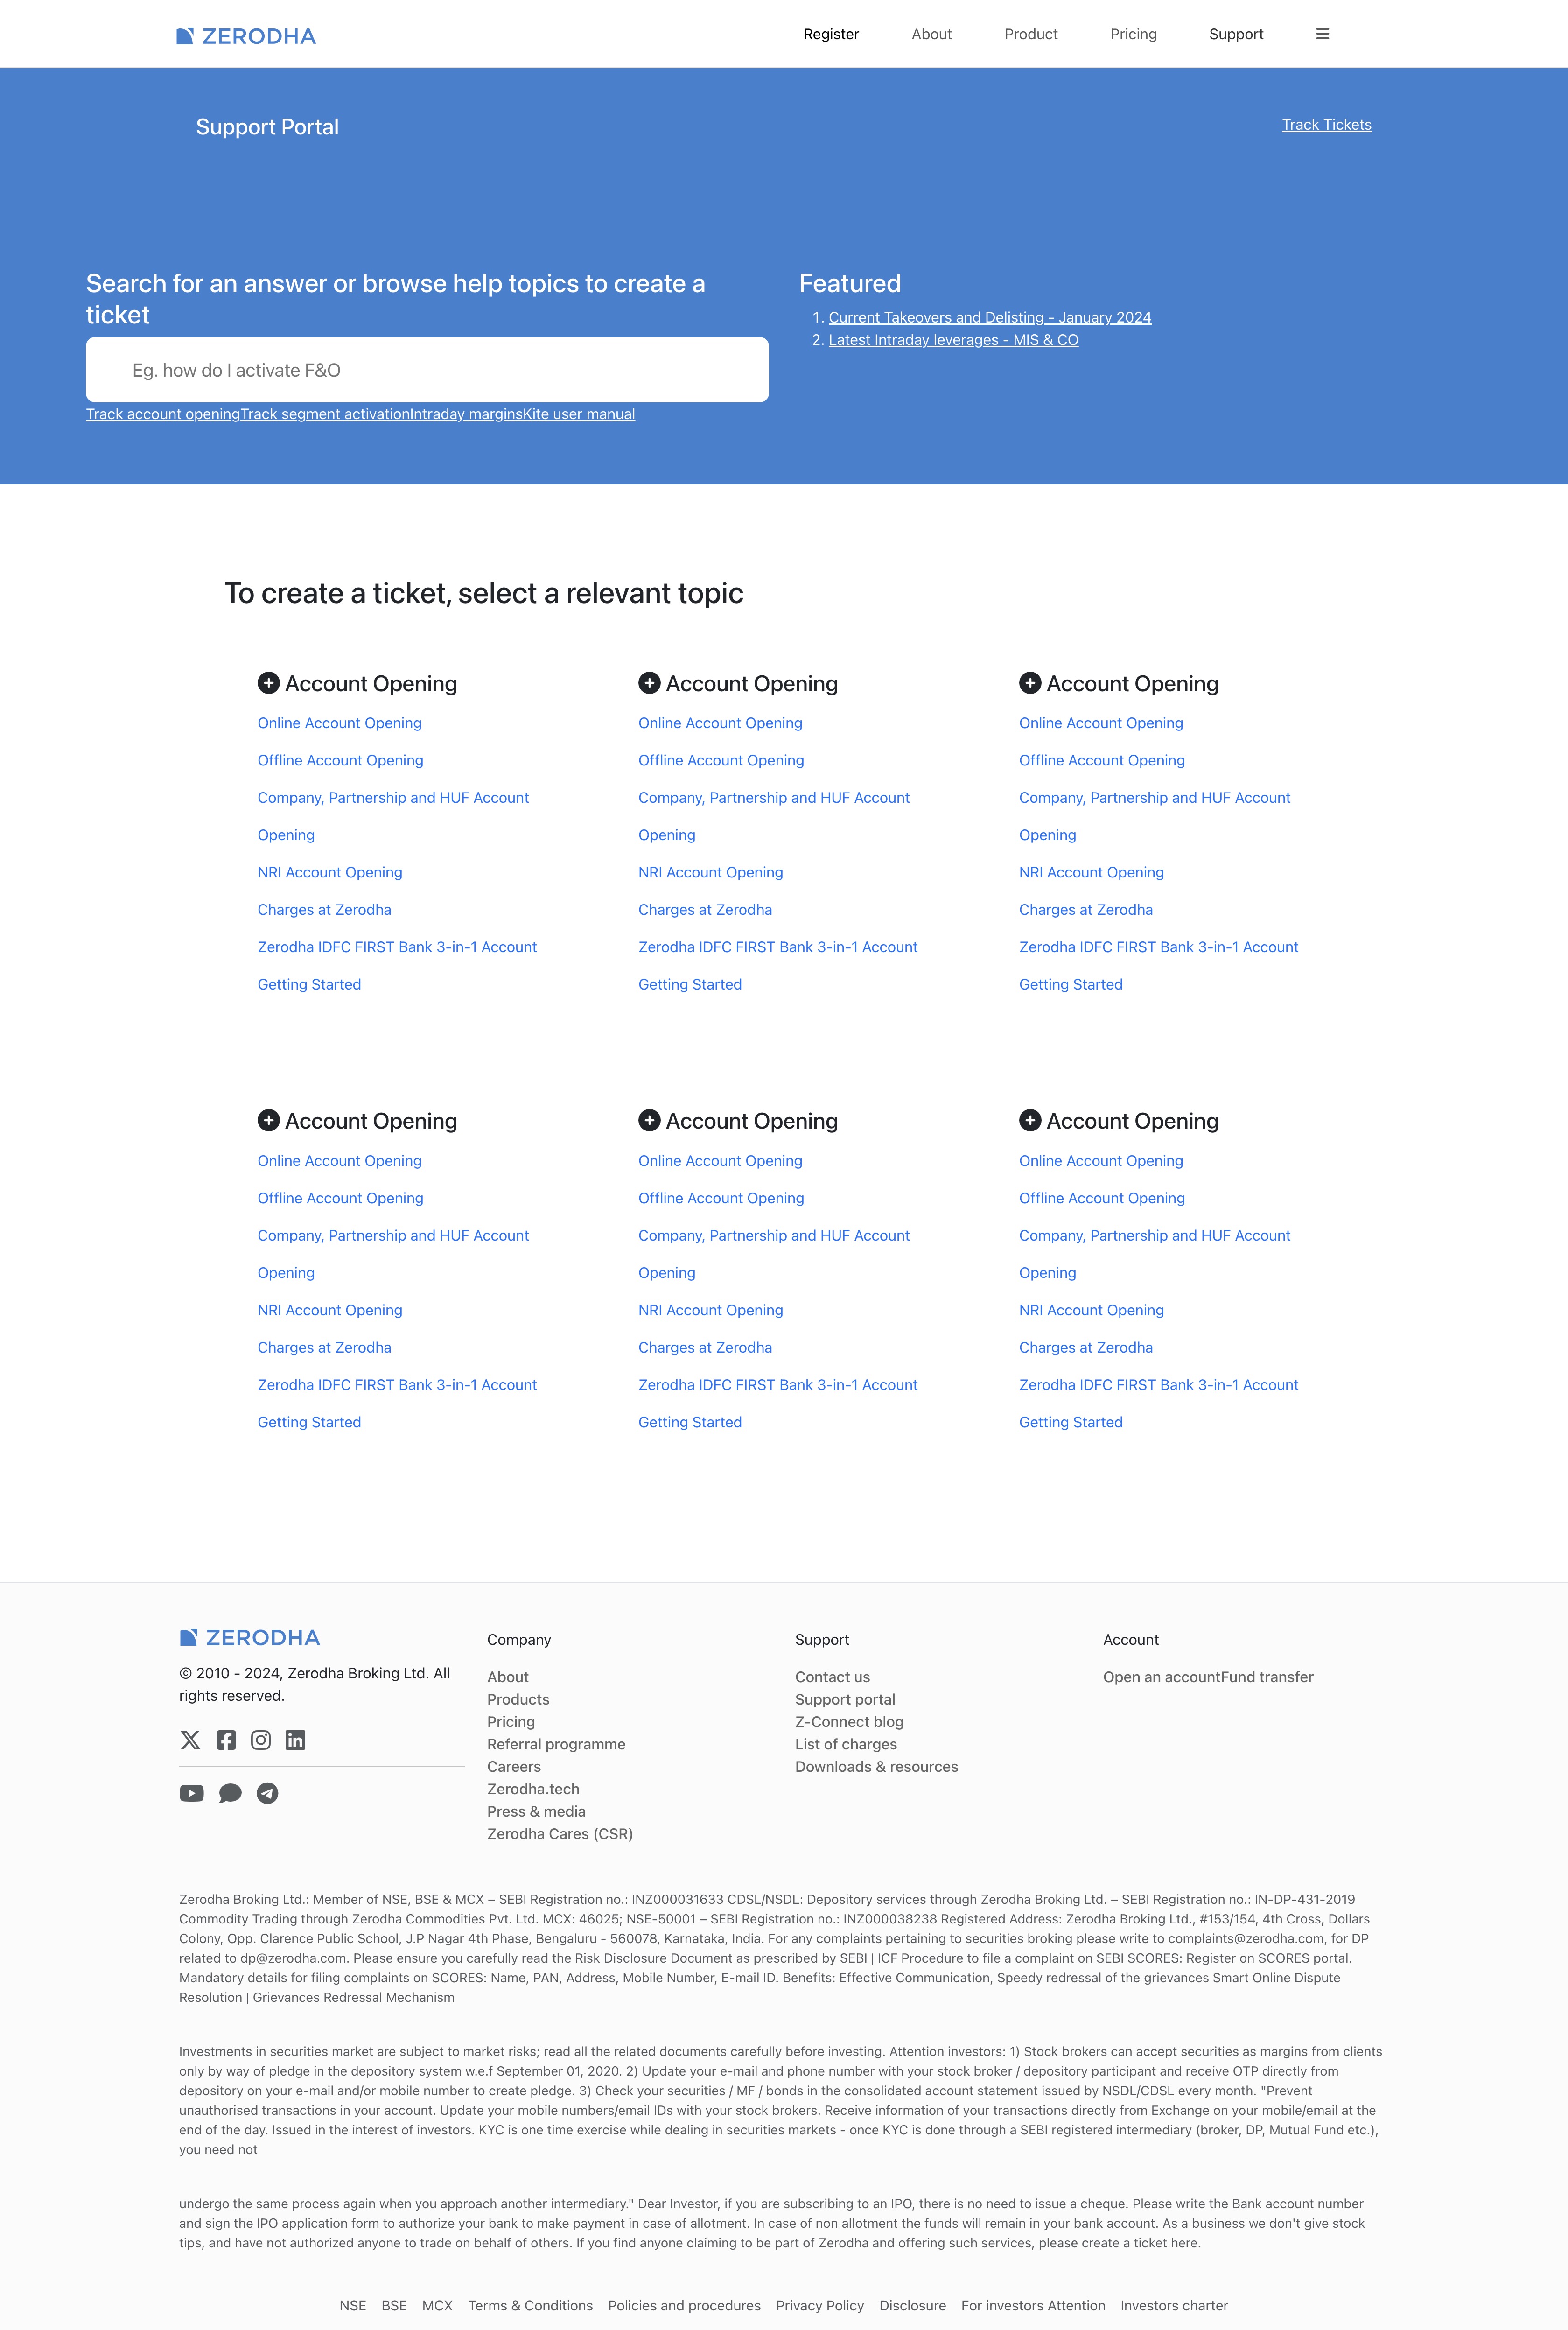 ZERODHA
Register About Product Pricing Support
Support Portal
Track Tickets
Search for an answer or browse help topics to create a
ticket
Eg. how do I activate F&O
Track account openingTrack segment activationIntraday marginsKite user manual
Featured
1. Current Takeovers and Delisting - January 2024
2. Latest Intraday leverages - MIS & CO
To create a ticket, select a relevant topic
Account Opening
Online Account Opening
Offline Account Opening
Company, Partnership and HUF Account
Opening
NRI Account Opening
Charges at Zerodha
Zerodha IDFC FIRST Bank 3-in-1 Account
Getting Started
Account Opening
Online Account Opening
Offline Account Opening
Company, Partnership and HUF Account
Opening
NRI Account Opening
Charges at Zerodha
Zerodha IDFC FIRST Bank 3-in-1 Account
Getting Started
Account Opening
Online Account Opening
Offline Account Opening
Company, Partnership and HUF Account
Opening
NRI Account Opening
Charges at Zerodha
Zerodha IDFC FIRST Bank 3-in-1 Account
Getting Started
Account Opening
Online Account Opening
Offline Account Opening
Company, Partnership and HUF Account
Opening
NRI Account Opening
Charges at Zerodha
Zerodha IDFC FIRST Bank 3-in-1 Account
Getting Started
Account Opening
Online Account Opening
Offline Account Opening
Company, Partnership and HUF Account
Opening
NRI Account Opening
Charges at Zerodha
Zerodha IDFC FIRST Bank 3-in-1 Account
Getting Started
Account Opening
Online Account Opening
Offline Account Opening
Company, Partnership and HUF Account
Opening
NRI Account Opening
Charges at Zerodha
Zerodha IDFC FIRST Bank 3-in-1 Account
Getting Started
ZERODHA
© 2010 - 2024, Zerodha Broking Ltd. All
rights reserved.
Company
About
Products
Pricing
Referral programme
Careers
Zerodha.tech
Press & media
Zerodha Cares (CSR)
Support
Contact us
Support portal
Z-Connect blog
List of charges
Downloads & resources
Account
Open an accountFund transfer
Zerodha Broking Ltd.: Member of NSE, BSE & MCX – SEBI Registration no.: INZ000031633 CDSL/NSDL: Depository services through Zerodha Broking Ltd. – SEBI Registration no.: IN-DP-431-2019
Commodity Trading through Zerodha Commodities Pvt. Ltd. MCX: 46025; NSE-50001 – SEBI Registration no.: INZ000038238 Registered Address: Zerodha Broking Ltd., #153/154, 4th Cross, Dollars
Colony, Opp. Clarence Public School, J.P Nagar 4th Phase, Bengaluru - 560078, Karnataka, India. For any complaints pertaining to securities broking please write to complaints@zerodha.com, for DP
related to dp@zerodha.com. Please ensure you carefully read the Risk Disclosure Document as prescribed by SEBI | ICF Procedure to file a complaint on SEBI SCORES: Register on SCORES portal.
Mandatory details for filing complaints on SCORES: Name, PAN, Address, Mobile Number, E-mail ID. Benefits: Effective Communication, Speedy redressal of the grievances Smart Online Dispute
Resolution | Grievances Redressal Mechanism
Investments in securities market are subject to market risks; read all the related documents carefully before investing. Attention investors: 1) Stock brokers can accept securities as margins from clients
only by way of pledge in the depository system w.e.f September 01, 2020. 2) Update your e-mail and phone number with your stock broker / depository participant and receive OTP directly from
depository on your e-mail and/or mobile number to create pledge. 3) Check your securities / MF / bonds in the consolidated account statement issued by NSDL/CDSL every month. "Prevent
unauthorised transactions in your account. Update your mobile numbers/email IDs with your stock brokers. Receive information of your transactions directly from Exchange on your mobile/email at the
end of the day. Issued in the interest of investors. KYC is one time exercise while dealing in securities markets - once KYC is done through a SEBI registered intermediary (broker, DP, Mutual Fund etc.),
you need not
undergo the same process again when you approach another intermediary." Dear Investor, if you are subscribing to an IPO, there is no need to issue a cheque. Please write the Bank account number
and sign the IPO application form to authorize your bank to make payment in case of allotment. In case of non allotment the funds will remain in your bank account. As a business we don't give stock
tips, and have not authorized anyone to trade on behalf of others. If you find anyone claiming to be part of Zerodha and offering such services, please create a ticket here.
NSE BSE MCX Terms & Conditions Policies and procedures Privacy Policy Disclosure For investors Attention Investors charter